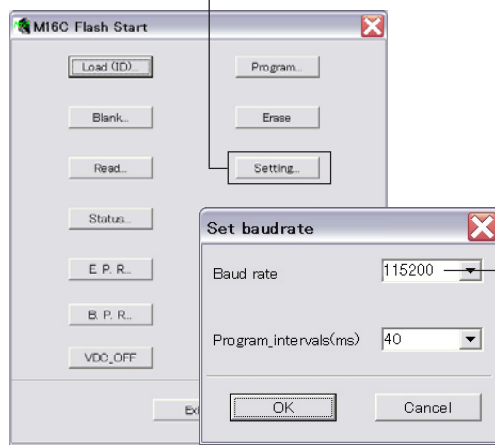 M16C Flash Start
Load (ID)...
Program...
Blank...
Erase
Read...
Setting...
Status...
E. P. R...
B. P. R...
VDC_OFF
Set baudrate
Baud rate
115200
Program_intervals(ms)
40
OK
Cancel